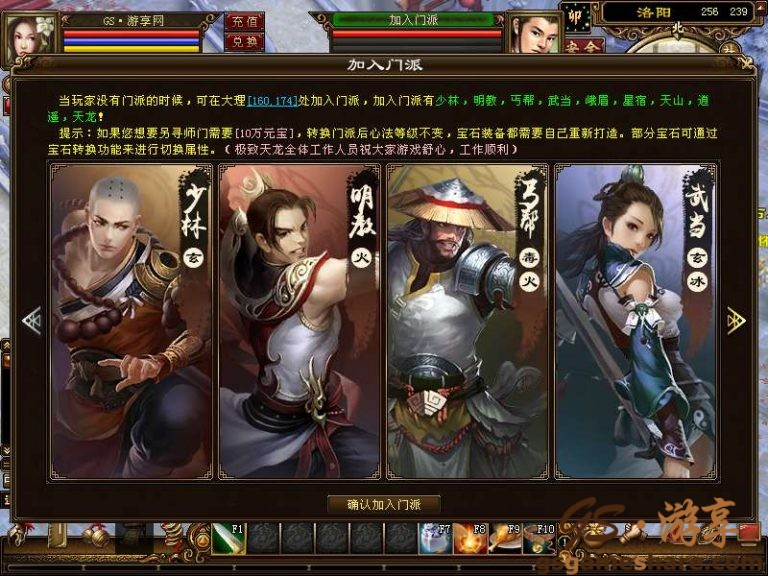 GS·游享网
充值
加入门派
卯
洛阳
256 239
兑换
北
安全
加入门派
当玩家没有门派的时候，可在大理[160,174]处加入门派，加入门派有少林，明教，丐帮，武当，峨眉，星宿，天山，逍
遥，天龙！
提示：如果您想要另寻师门需要[10万元宝]，转换门派后心法等级不变，宝石装备都需要自己重新打造。部分宝石可通过
宝石转换功能来进行切换属性。（极致天龙全体工作人员祝大家游戏舒心，工作顺利）
少林
玄
明教
火
丐帮
毒
火
武当
玄
冰
确认加入门派
F1
F7
F8
F9
F10
GS·游享
gsgameshare.com